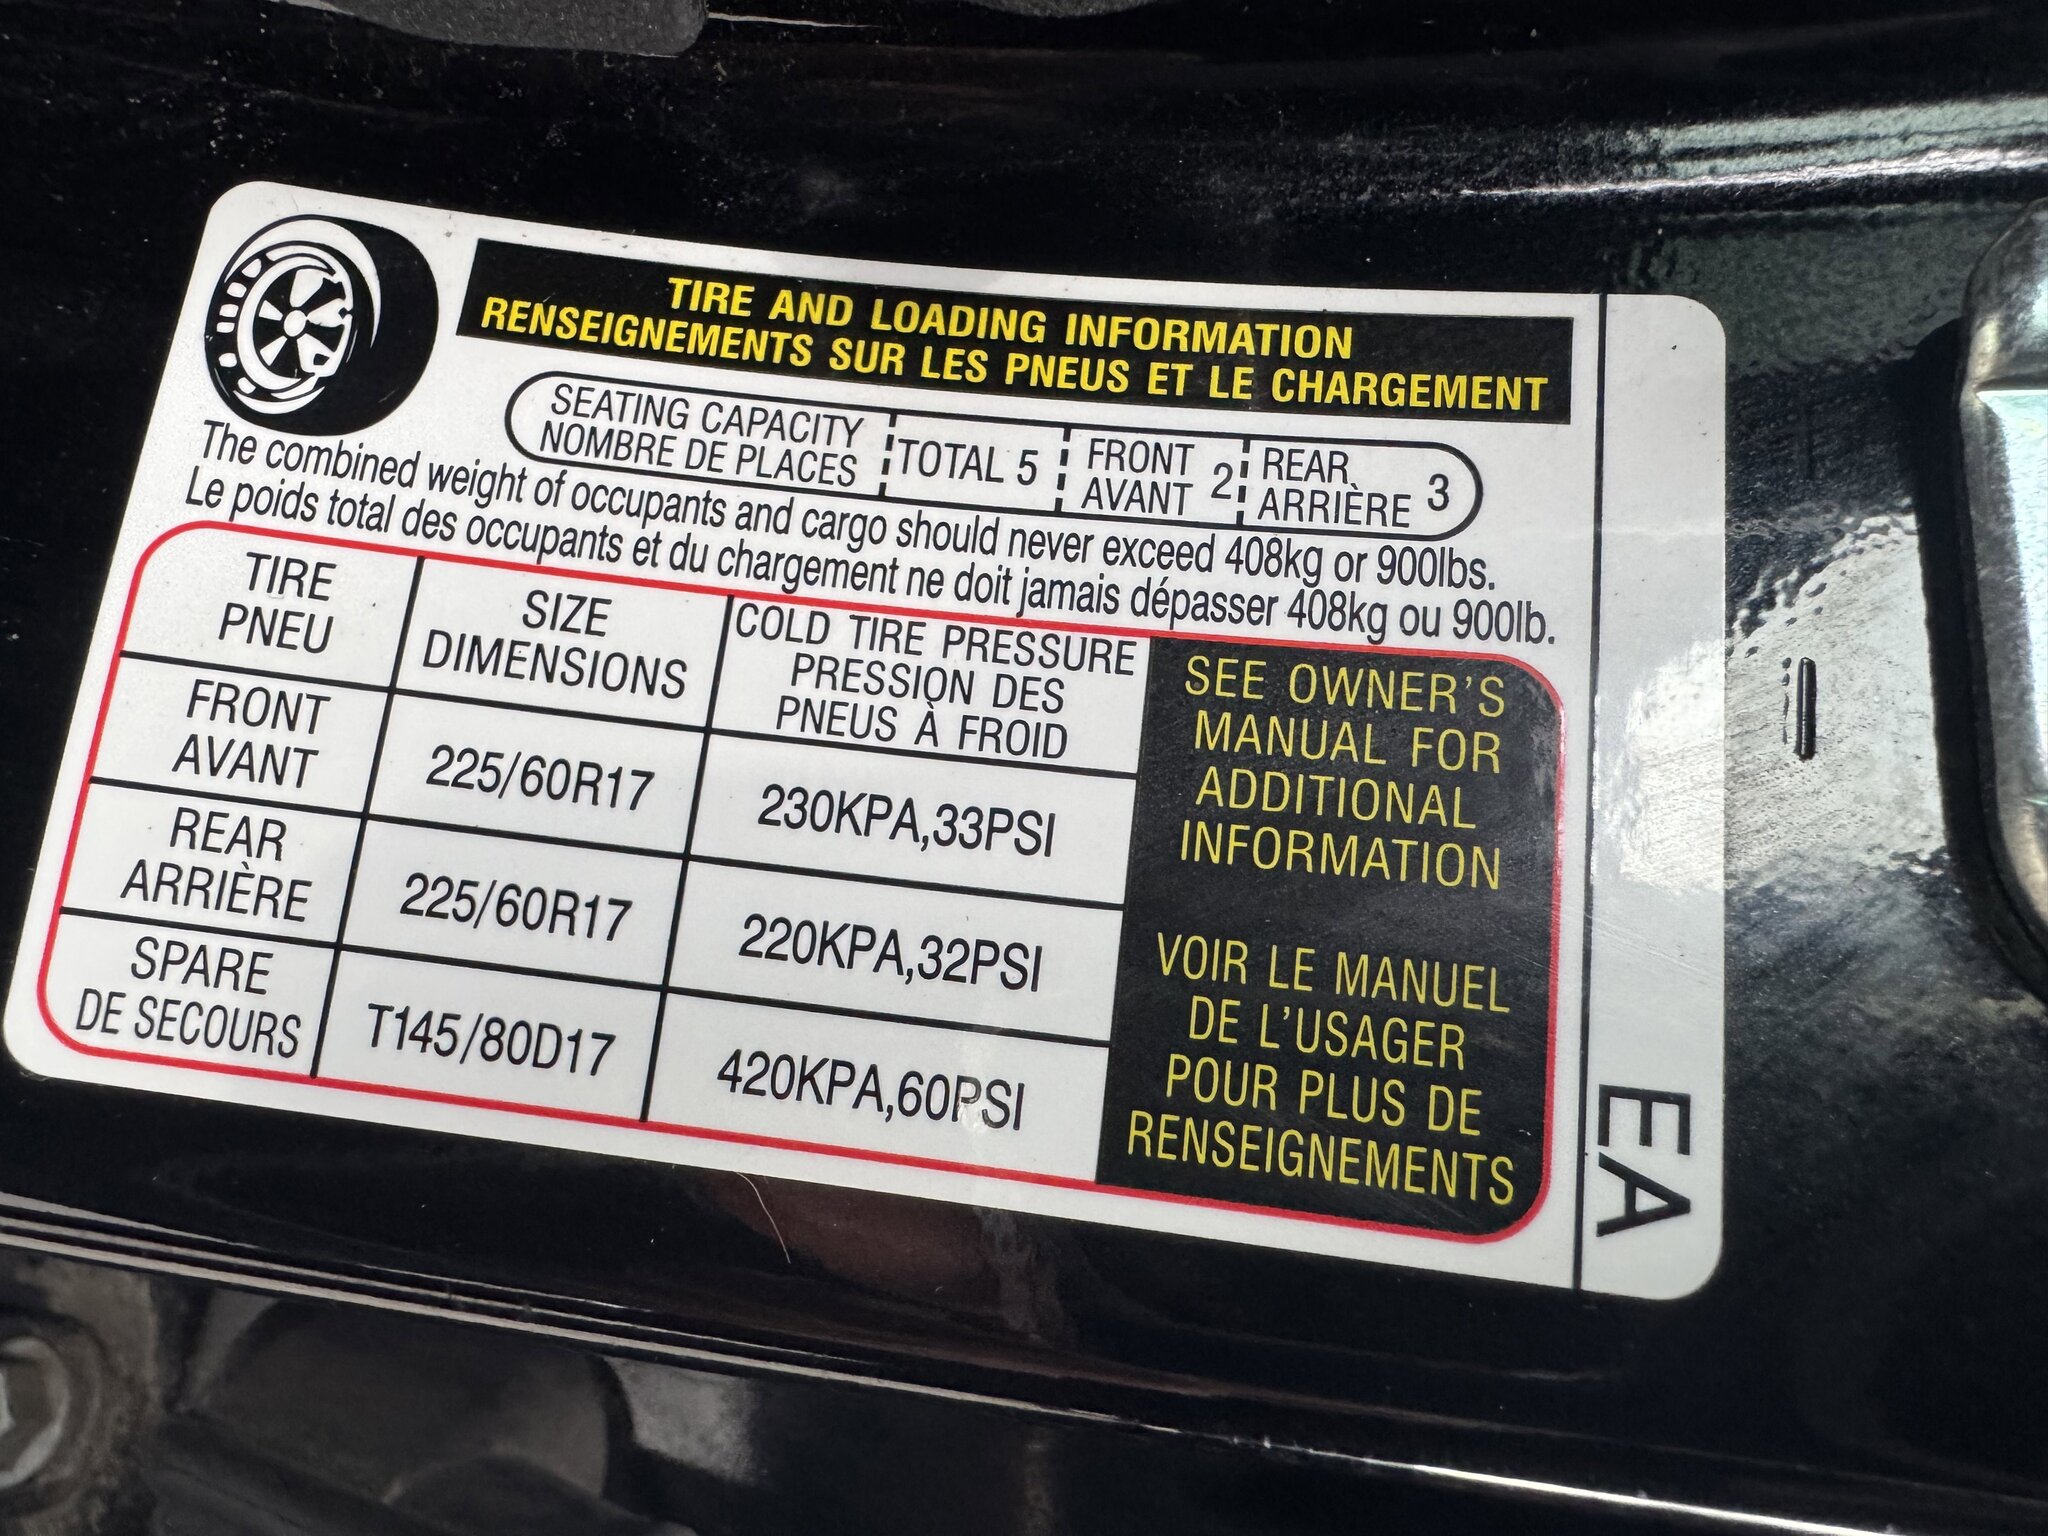 TIRE AND LOADING INFORMATION
RENSEIGNEMENTS SUR LES PNEUS ET LE CHARGEMENT
SEATING CAPACITY
NOMBRE DE PLACES
TOTAL 5
FRONT
AVANT 2
REAR
ARRIÈRE 3
The combined weight of occupants and cargo should never exceed 408kg or 900lbs.
Le poids total des occupants et du chargement ne doit jamais dépasser 408kg ou 900lb.
TIRE
PNEU
SIZE
DIMENSIONS
COLD TIRE PRESSURE
PRESSION DES
PNEUS À FROID
FRONT
AVANT
225/60R17
230KPA,33PSI
REAR
ARRIÈRE
225/60R17
220KPA,32PSI
SPARE
DE SECOURS
T145/80D17
420KPA,60PSI
SEE OWNER'S
MANUAL FOR
ADDITIONAL
INFORMATION
VOIR LE MANUEL
DE L'USAGER
POUR PLUS DE
RENSEIGNEMENTS
EA